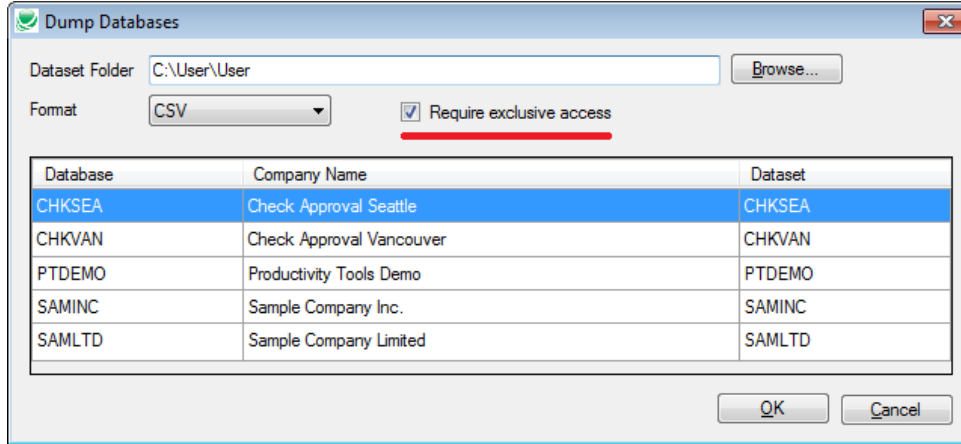 Dump Databases
Dataset Folder C:\User\User Browse...
Format CSV Require exclusive access
Database Company Name Dataset
CHKSEA Check Approval Seattle CHKSEA
CHKVAN Check Approval Vancouver CHKVAN
PTDEMO Productivity Tools Demo PTDEMO
SAMINC Sample Company Inc. SAMINC
SAMLTD Sample Company Limited SAMLTD
OK Cancel